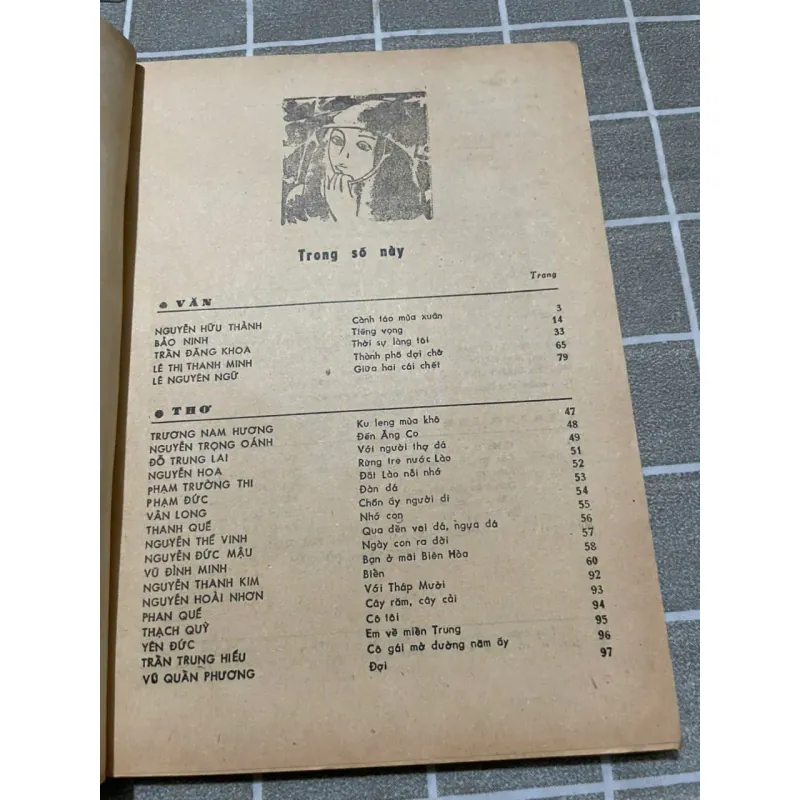 Trong số này
Trang
● VĂN
NGUYỄN HỮU THÀNH Cành táo mùa xuân 3
BẢO NINH Tiếng vọng 14
TRẦN ĐĂNG KHOA Thời sự làng tôi 33
LÊ THỊ THANH MINH Thành phố đợi chờ 65
LÊ NGUYÊN NGỮ Giữa hai cái chết 79
● THƠ
TRƯƠNG NAM HƯƠNG Ku leng mùa khô 47
NGUYỄN TRỌNG OÁNH Đến Ăng Co 48
ĐỖ TRUNG LAI Với người thợ đá 49
NGUYỄN HOA Rừng tre nước Lào 51
PHẠM TRƯỜNG THI Đất Lào nỗi nhớ 52
PHẠM ĐỨC Đàn đá 53
VÂN LONG Chốn ấy người đi 54
THANH QUẾ Nhớ con 55
NGUYỄN THẾ VINH Qua đền voi đá, ngựa đá 56
NGUYỄN ĐỨC MẬU Ngày con ra đời 57
VŨ ĐÌNH MINH Bạn ở mãi Biên Hòa 58
NGUYỄN THANH KIM Biển 60
NGUYỄN HOÀI NHƠN Với Tháp Mười 92
PHAN QUẾ Cây răm, cây cải 93
THẠCH QUỲ Cô tôi 94
YÊN ĐỨC Em về miền Trung 95
TRẦN TRUNG HIẾU Cô gái mở đường năm ấy 96
VŨ QUẦN PHƯƠNG Đợi 97